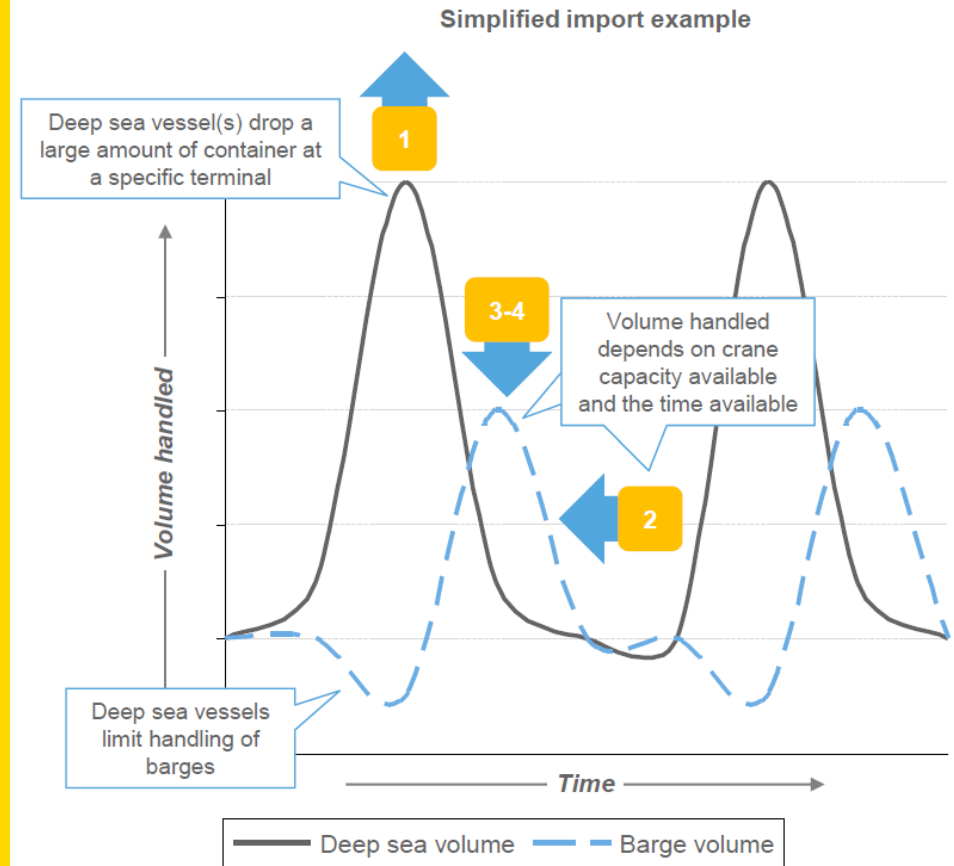 Simplified import example
1
Deep sea vessel(s) drop a
large amount of container at
a specific terminal
3-4
Volume handled
depends on crane
capacity available
and the time available
2
Volume handled
Deep sea vessels
limit handling of
barges
Time
Deep sea volume
Barge volume